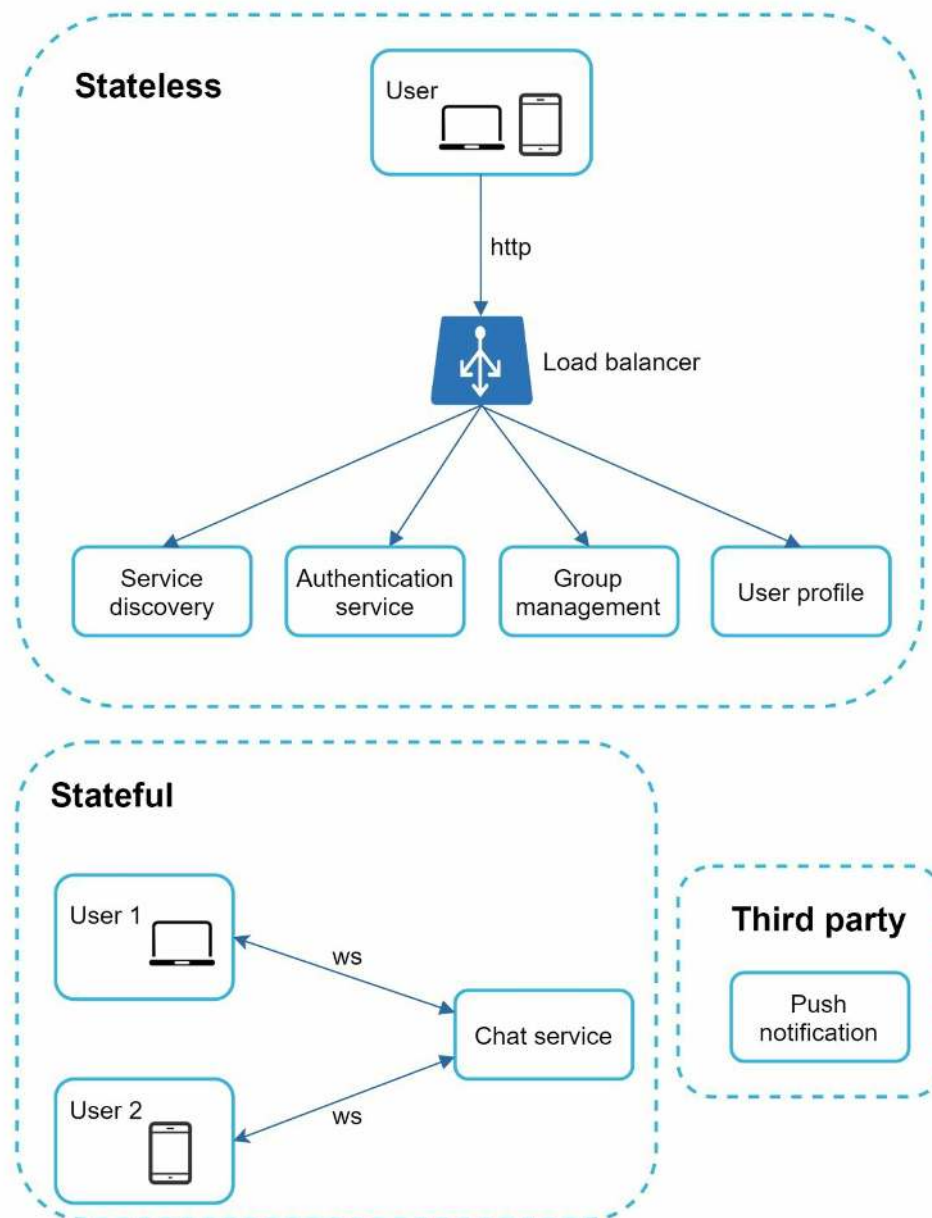 Stateless
User
http
Load balancer
Service
discovery
Authentication
service
Group
management
User profile
Stateful
User 1
ws
Chat service
User 2
ws
Third party
Push
notification